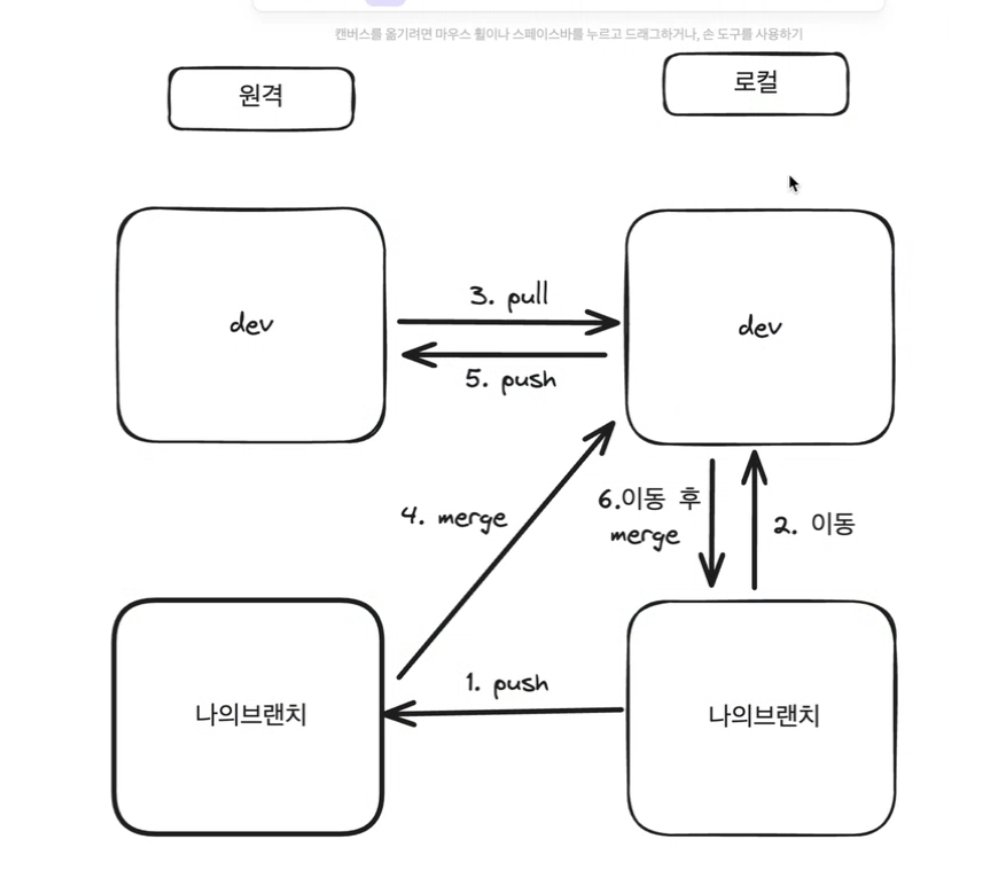 캔버스를 옮기려면 마우스 휠이나 스페이스바를 누르고 드래그하거나, 손 도구를 사용하기
원격
로컬
dev
3. pull
5. push
dev
4. merge
6.이동 후
merge
2. 이동
나의브랜치
1. push
나의브랜치